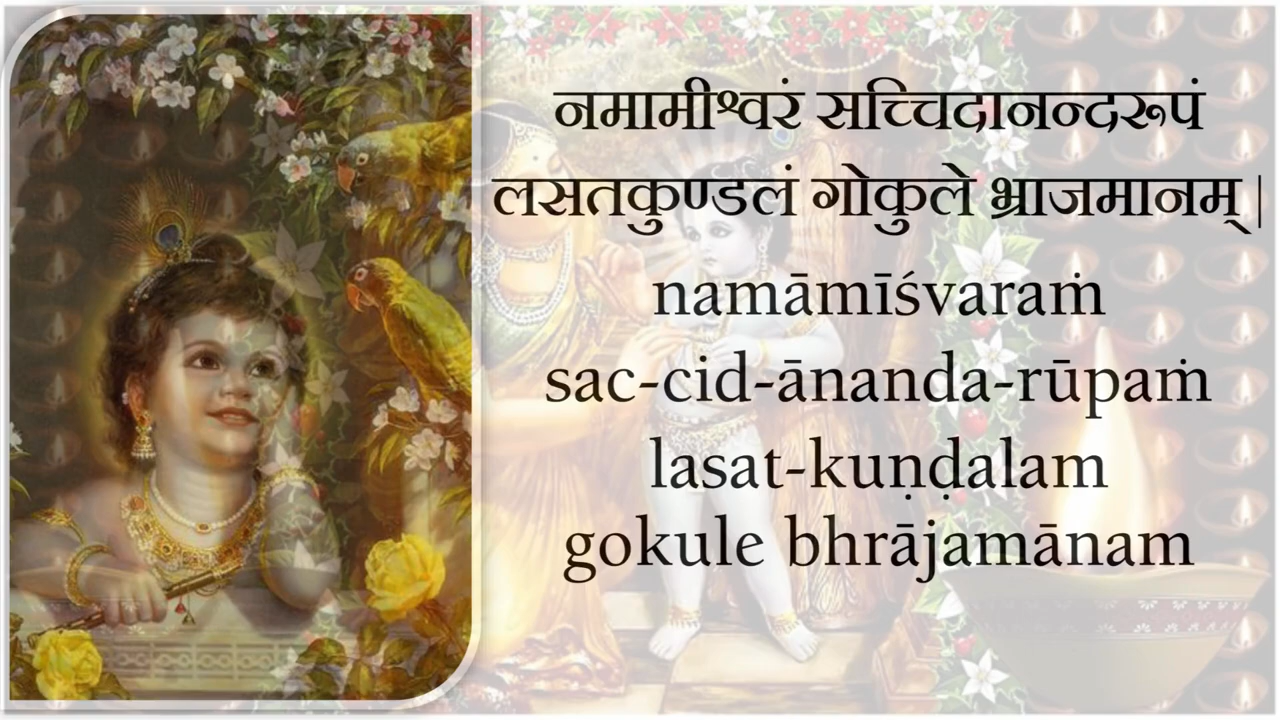 नमामीश्वरं सच्चिदानन्दरूपं
लसतकुण्डलं गोकुले भ्राजमानम् |
namāmīśvaraṁ
sac-cid-ānanda-rūpaṁ
lasat-kuṇḍalam
gokule bhrājamānam